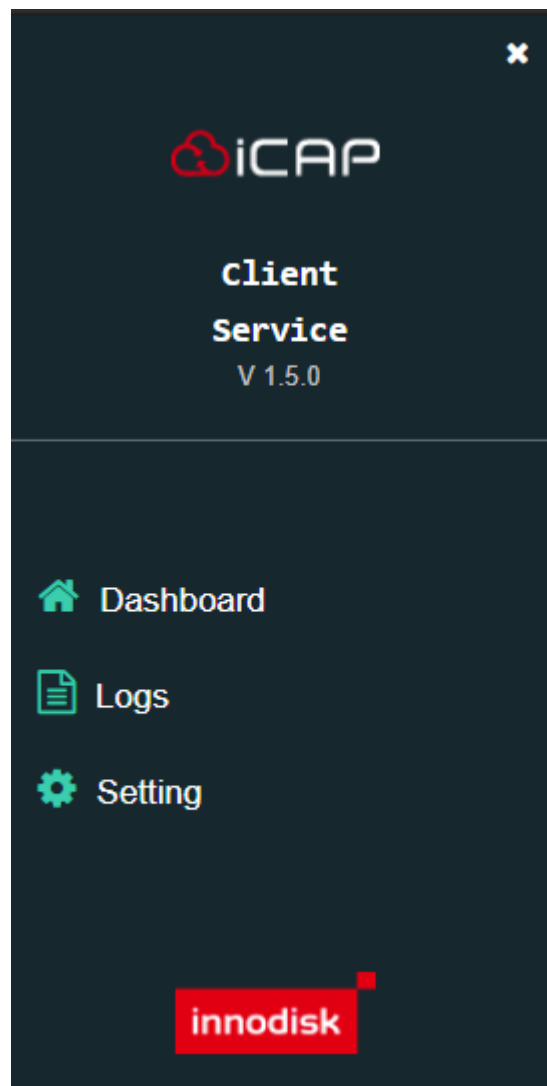 iCAP
Client
Service
V 1.5.0
Dashboard
Logs
Setting
innodisk